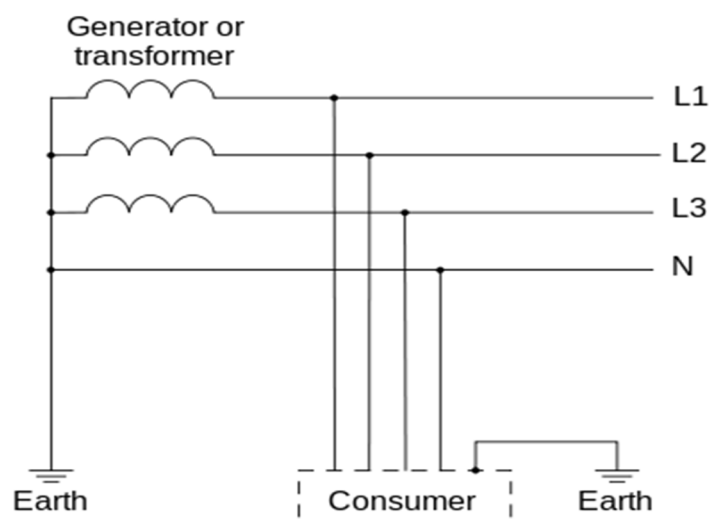 Generator or
transformer
L1
L2
L3
N
Earth
Consumer
Earth